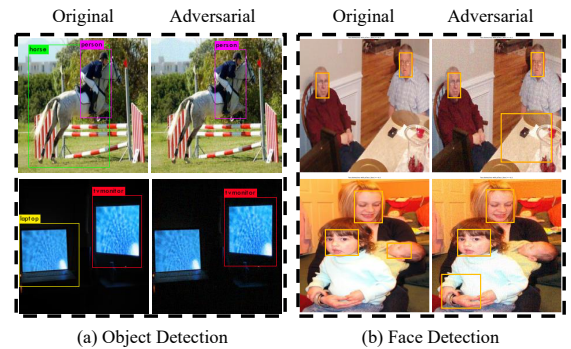 Original Adversarial Original Adversarial
horse person person
tvmonitor tvmonitor
laptop
(a) Object Detection (b) Face Detection